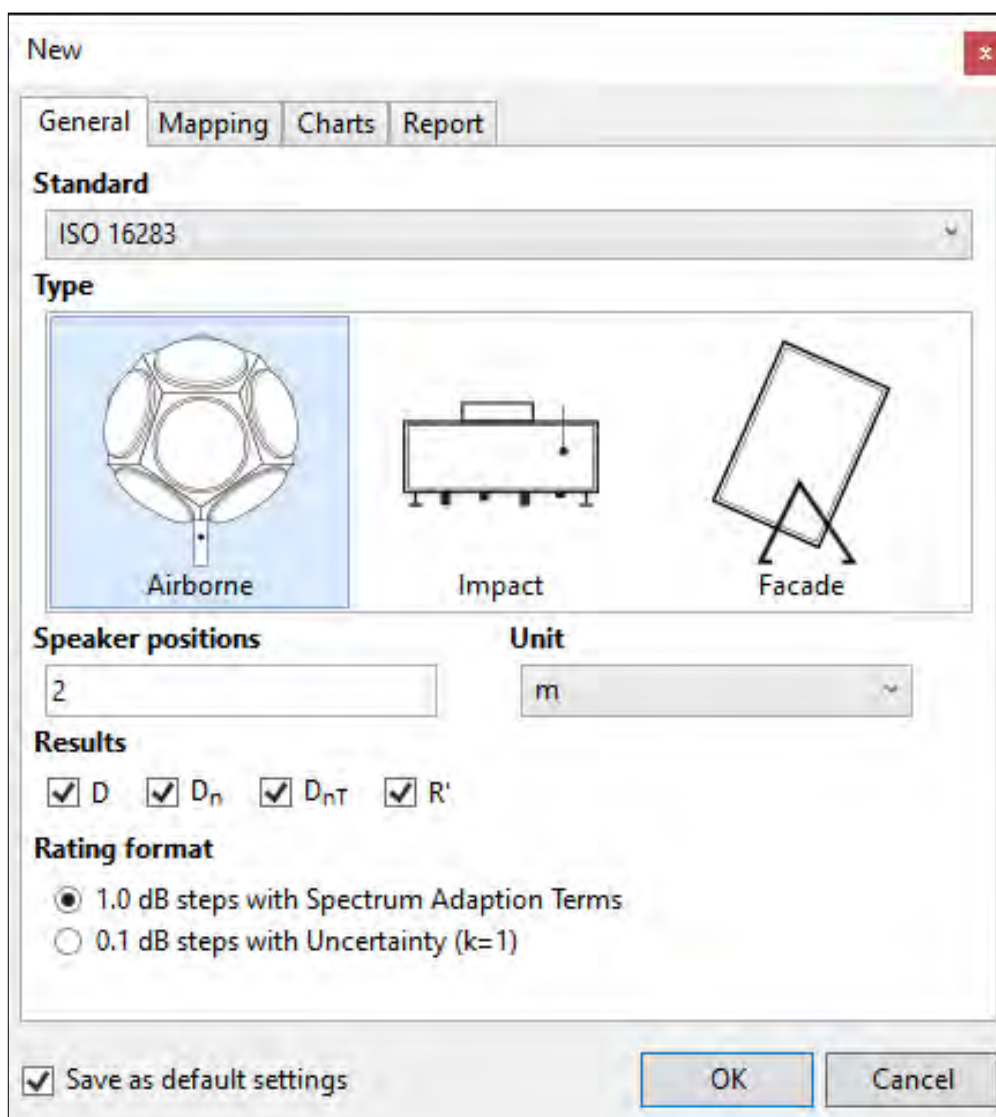 New
x
General Mapping Charts Report
Standard
ISO 16283
Type
Airborne Impact Facade
Speaker positions Unit
2 m
Results
D Dn DnT R'
Rating format
1.0 dB steps with Spectrum Adaption Terms
0.1 dB steps with Uncertainty (k=1)
Save as default settings OK Cancel